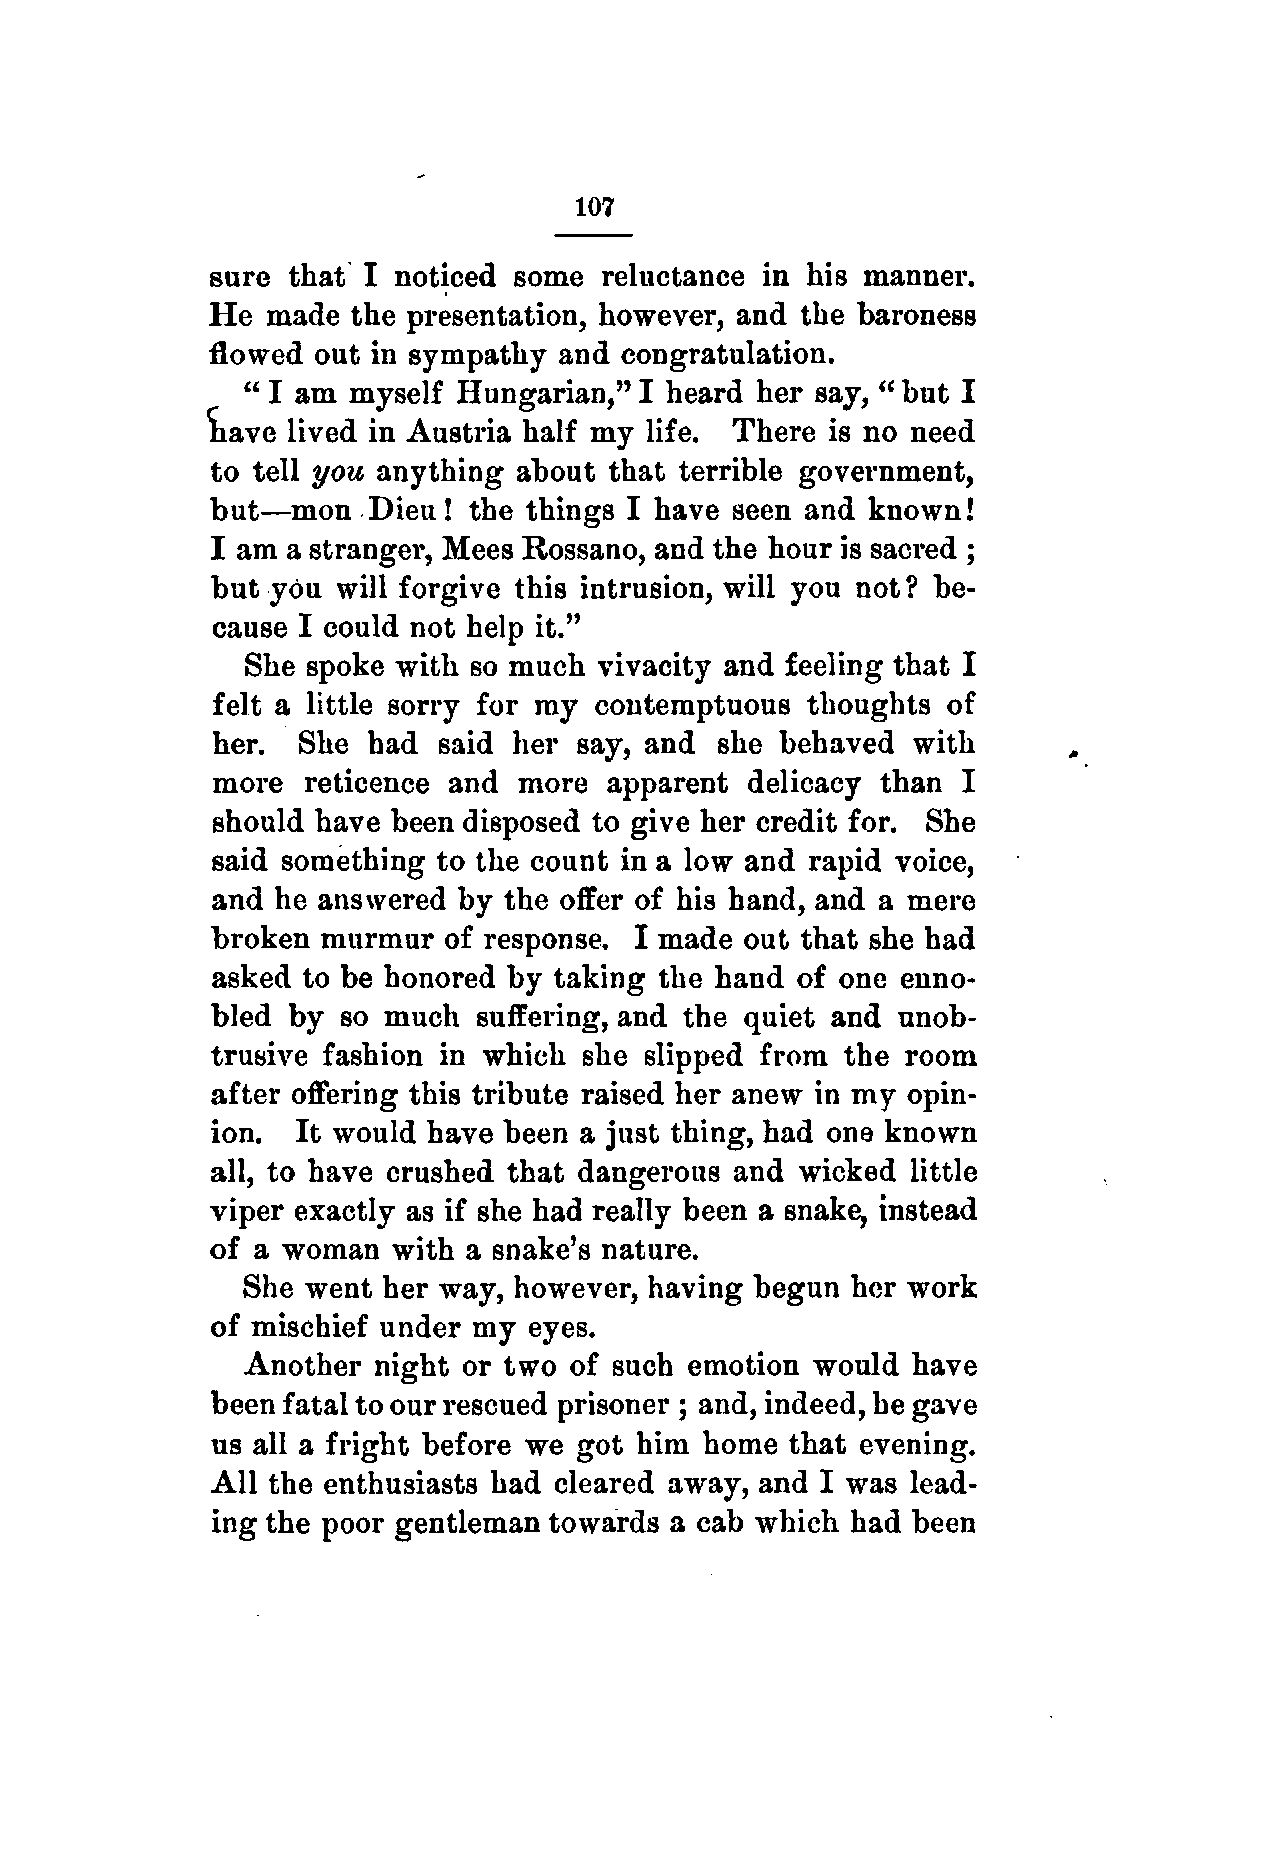 107
sure that I noticed some reluctance in his manner.
He made the presentation, however, and the baroness
flowed out in sympathy and congratulation.
“I am myself Hungarian,” I heard her say, “but I
have lived in Austria half my life. There is no need
to tell you anything about that terrible government,
but—mon Dieu! the things I have seen and known!
I am a stranger, Mees Rossano, and the hour is sacred;
but you will forgive this intrusion, will you not? be-
cause I could not help it.”
She spoke with so much vivacity and feeling that I
felt a little sorry for my contemptuous thoughts of
her. She had said her say, and she behaved with
more reticence and more apparent delicacy than I
should have been disposed to give her credit for. She
said something to the count in a low and rapid voice,
and he answered by the offer of his hand, and a mere
broken murmur of response. I made out that she had
asked to be honored by taking the hand of one enno-
bled by so much suffering, and the quiet and unob-
trusive fashion in which she slipped from the room
after offering this tribute raised her anew in my opin-
ion. It would have been a just thing, had one known
all, to have crushed that dangerous and wicked little
viper exactly as if she had really been a snake, instead
of a woman with a snake’s nature.
She went her way, however, having begun her work
of mischief under my eyes.
Another night or two of such emotion would have
been fatal to our rescued prisoner; and, indeed, he gave
us all a fright before we got him home that evening.
All the enthusiasts had cleared away, and I was lead-
ing the poor gentleman towards a cab which had been